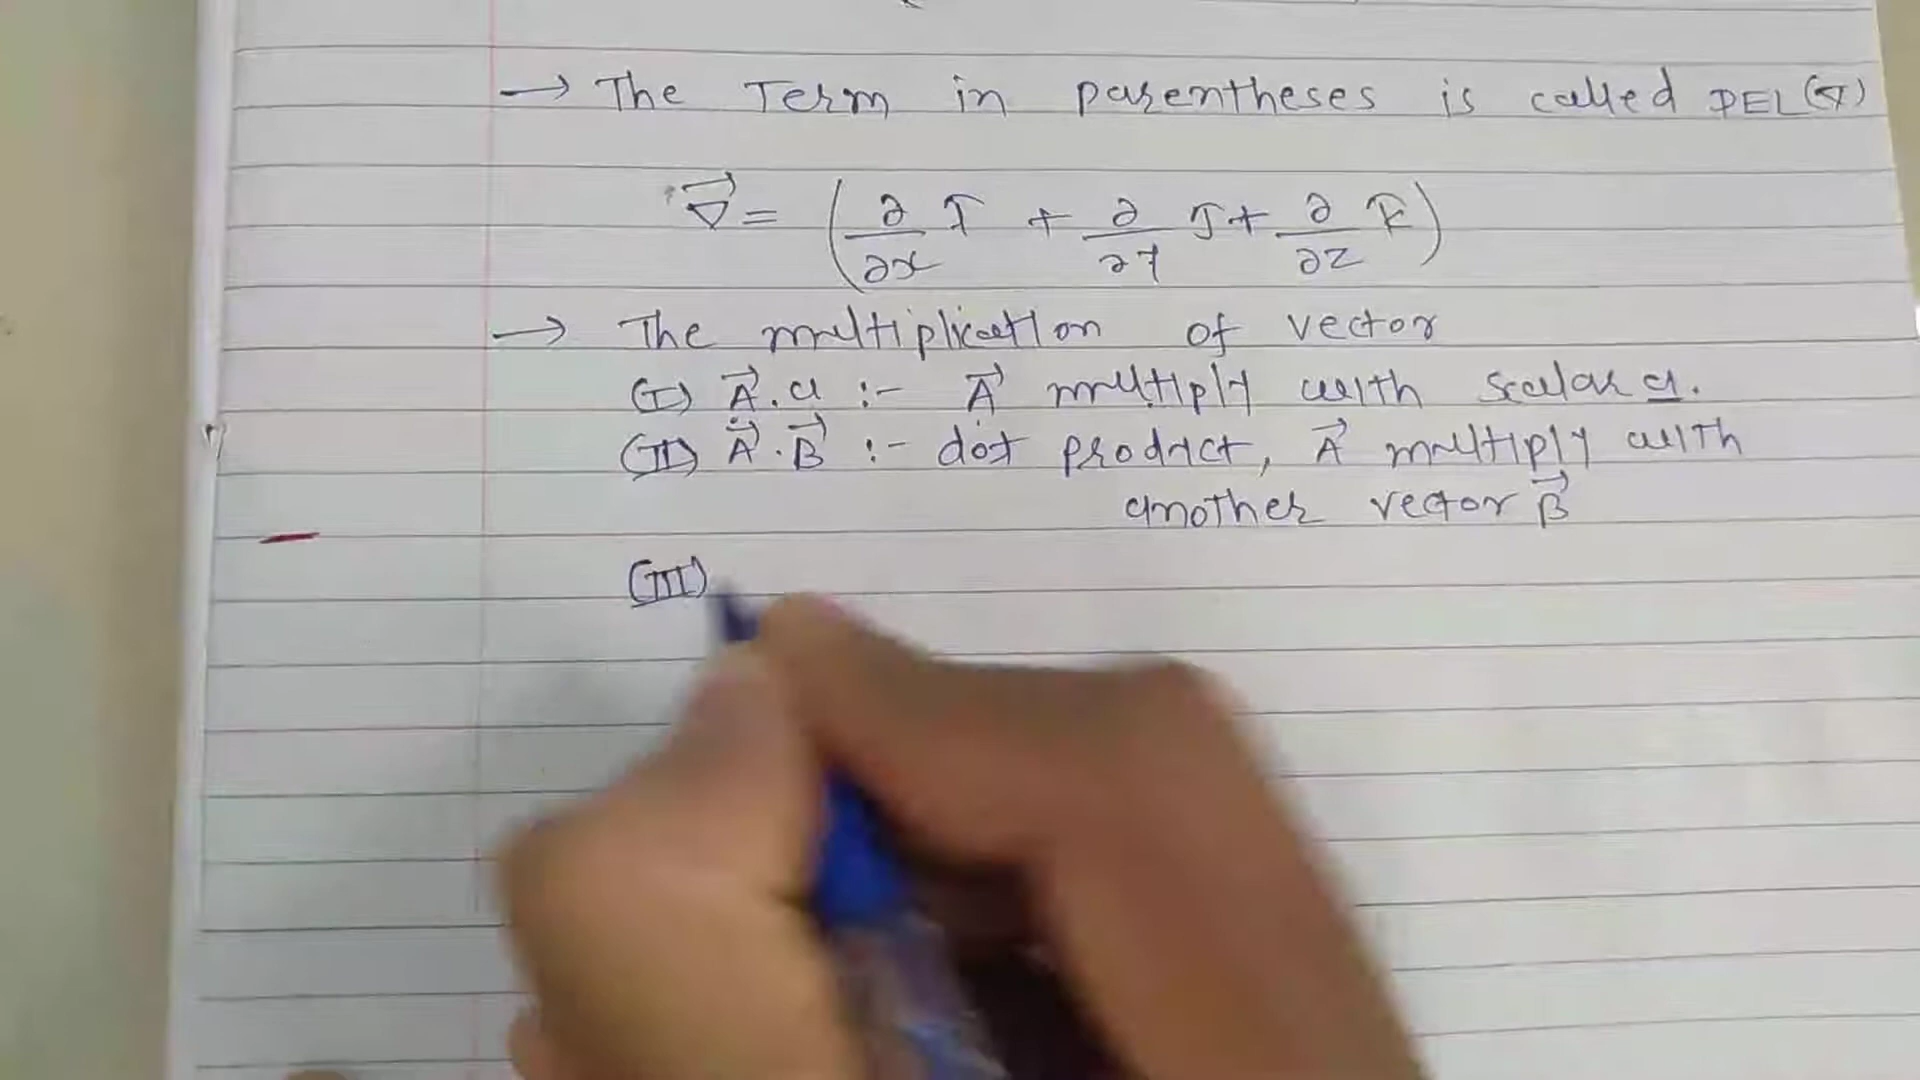 → The Term in parentheses is called DEL(∇)
∇⃗ = (∂/∂x î + ∂/∂y ĵ + ∂/∂z k̂)
→ The multiplication of vector
(I) A⃗.a :- A⃗ multiply with scalar a.
(II) A⃗.B⃗ :- dot product, A⃗ multiply with
another vector B⃗
(III)